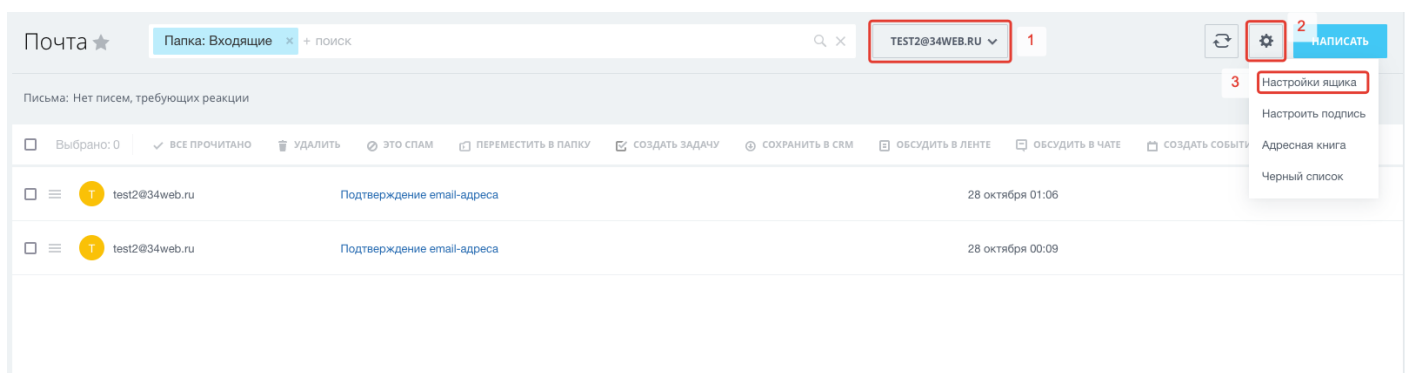 2
Почта Папка: Входящие × + поиск TEST2@34WEB.RU 1 НАПИСАТЬ
3 Настройки ящика
Письма: Нет писем, требующих реакции
Настроить подпись
Выбрано: 0 ВСЕ ПРОЧИТАНО УДАЛИТЬ ЭТО СПАМ ПЕРЕМЕСТИТЬ В ПАПКУ СОЗДАТЬ ЗАДАЧУ СОХРАНИТЬ В CRM ОБСУДИТЬ В ЛЕНТЕ ОБСУДИТЬ В ЧАТЕ СОЗДАТЬ СОБЫТИ
Адресная книга
Черный список
T test2@34web.ru Подтверждение email-адреса 28 октября 01:06
T test2@34web.ru Подтверждение email-адреса 28 октября 00:09